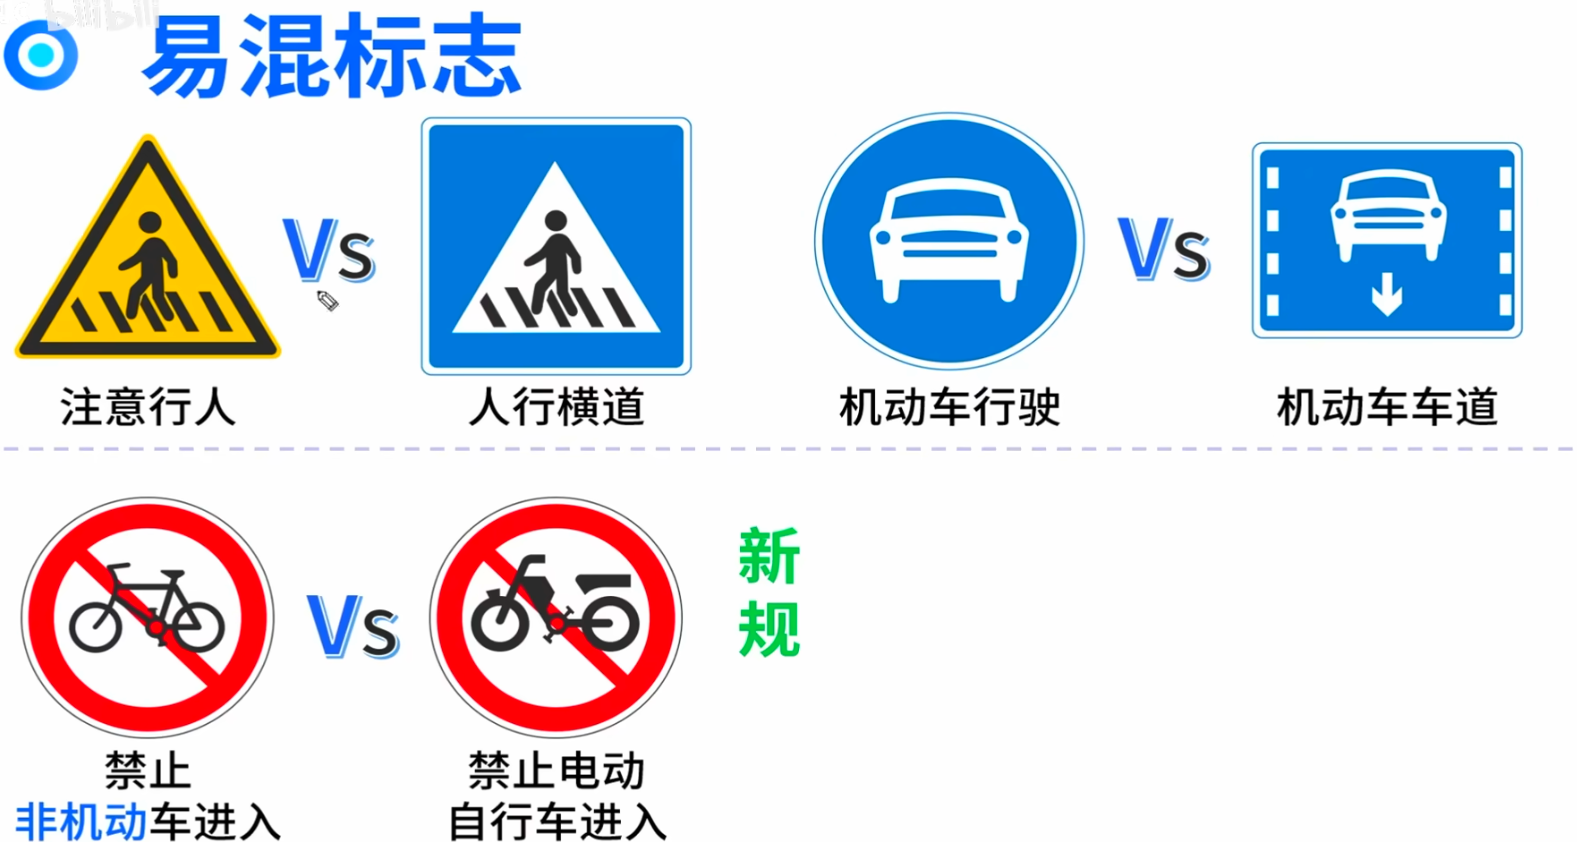 bilibili
易混标志
Vs
Vs
注意行人
人行横道
机动车行驶
机动车车道
Vs
新
规
禁止
非机动车进入
禁止电动
自行车进入